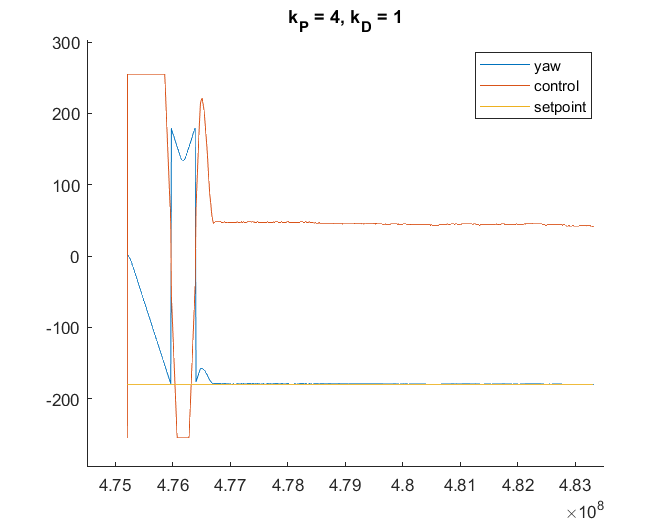 k_P = 4, k_D = 1
300
200
100
0
-100
-200
yaw
control
setpoint
4.75 4.76 4.77 4.78 4.79 4.8 4.81 4.82 4.83
×10^8